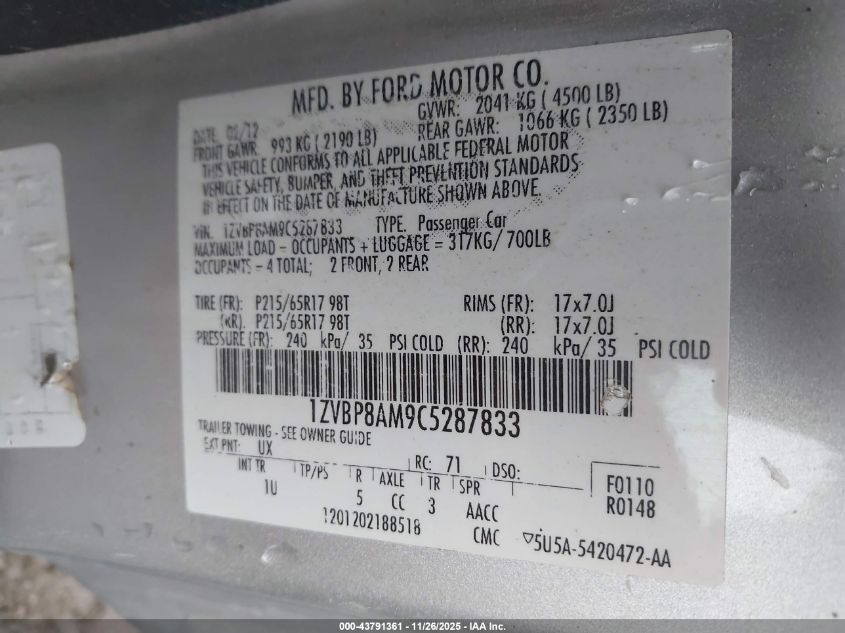 MFD. BY FORD MOTOR CO.
DATE 02/12 GVWR: 2041 KG ( 4500 LB)
FRONT GAWR: 993 KG ( 2190 LB) REAR GAWR: 1066 KG ( 2350 LB)
THIS VEHICLE CONFORMS TO ALL APPLICABLE FEDERAL MOTOR
VEHICLE SAFETY, BUMPER, AND THEFT PREVENTION STANDARDS
IN EFFECT ON THE DATE OF MANUFACTURE SHOWN ABOVE.
VIN: 1ZVBP8AM9C5287833 TYPE: Passenger Car
MAXIMUM LOAD - OCCUPANTS + LUGGAGE = 317KG/ 700LB
OCCUPANTS - 4 TOTAL; 2 FRONT, 2 REAR
TIRE (FR): P215/65R17 98T RIMS (FR): 17x7.0J
(RR): P215/65R17 98T (RR): 17x7.0J
PRESSURE (FR): 240 kPa/ 35 PSI COLD (RR): 240 kPa/ 35 PSI COLD
1ZVBP8AM9C5287833
TRAILER TOWING - SEE OWNER GUIDE
EXT PNT: UX RC: 71 DSO:
INT TR TP/PS R AXLE TR SPR
1U 5 CC 3 AACC
F0110
R0148
1201202188518 CMC ▽5U5A-5420472-AA
000-43791361 | 11/26/2025 - IAA Inc.